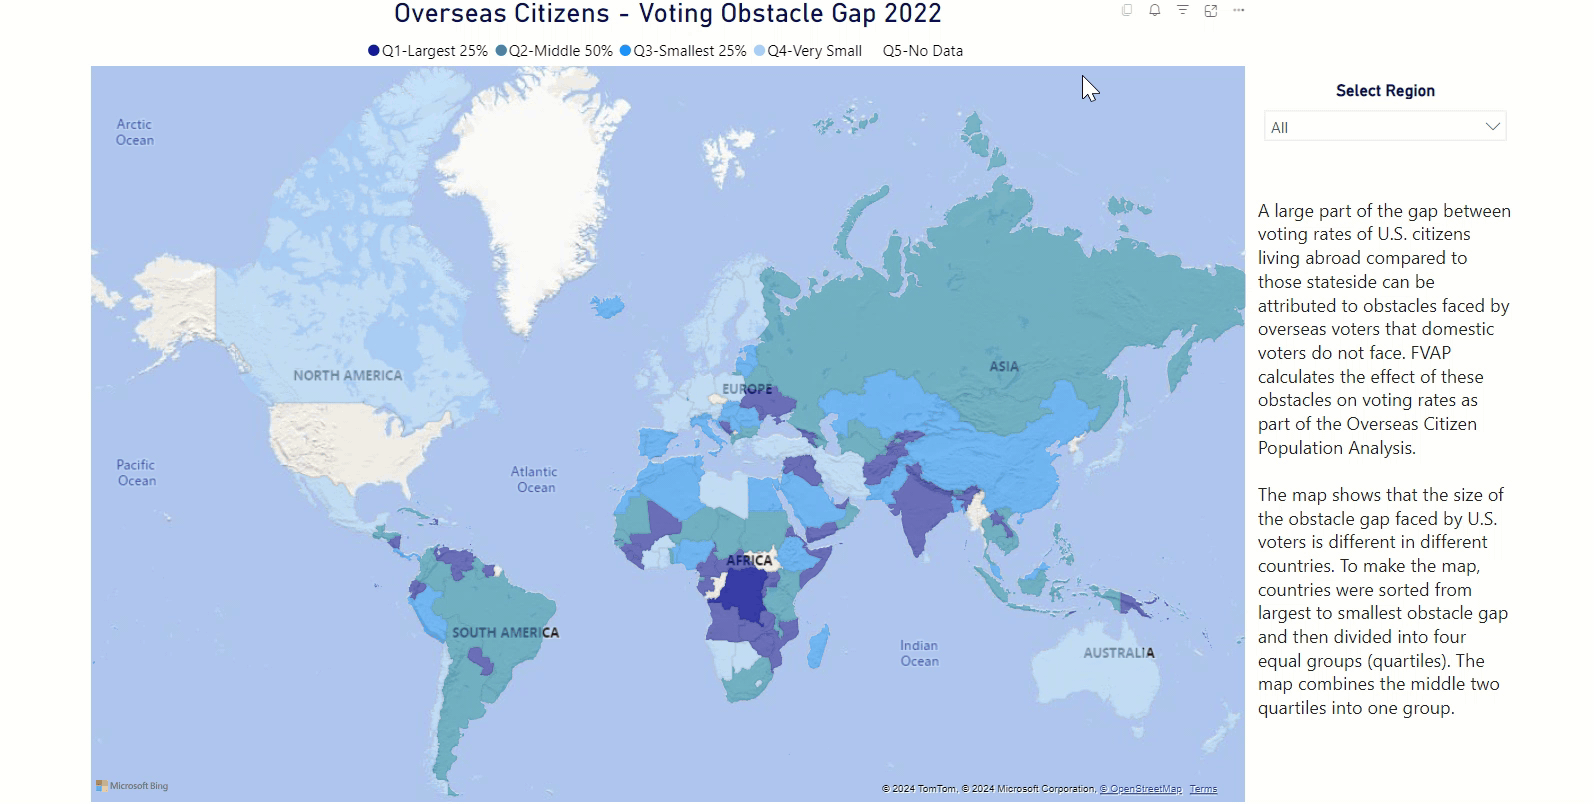 Overseas Citizens - Voting Obstacle Gap 2022
Q1-Largest 25% Q2-Middle 50% Q3-Smallest 25% Q4-Very Small Q5-No Data
Select Region
All
Arctic
Ocean
NORTH AMERICA
EUROPE
ASIA
Pacific
Ocean
Atlantic
Ocean
AFRICA
SOUTH AMERICA
Indian
Ocean
AUSTRALIA
Microsoft Bing
© 2024 TomTom, © 2024 Microsoft Corporation, © OpenStreetMap Terms
A large part of the gap between
voting rates of U.S. citizens
living abroad compared to
those stateside can be
attributed to obstacles faced by
overseas voters that domestic
voters do not face. FVAP
calculates the effect of these
obstacles on voting rates as
part of the Overseas Citizen
Population Analysis.
The map shows that the size of
the obstacle gap faced by U.S.
voters is different in different
countries. To make the map,
countries were sorted from
largest to smallest obstacle gap
and then divided into four
equal groups (quartiles). The
map combines the middle two
quartiles into one group.